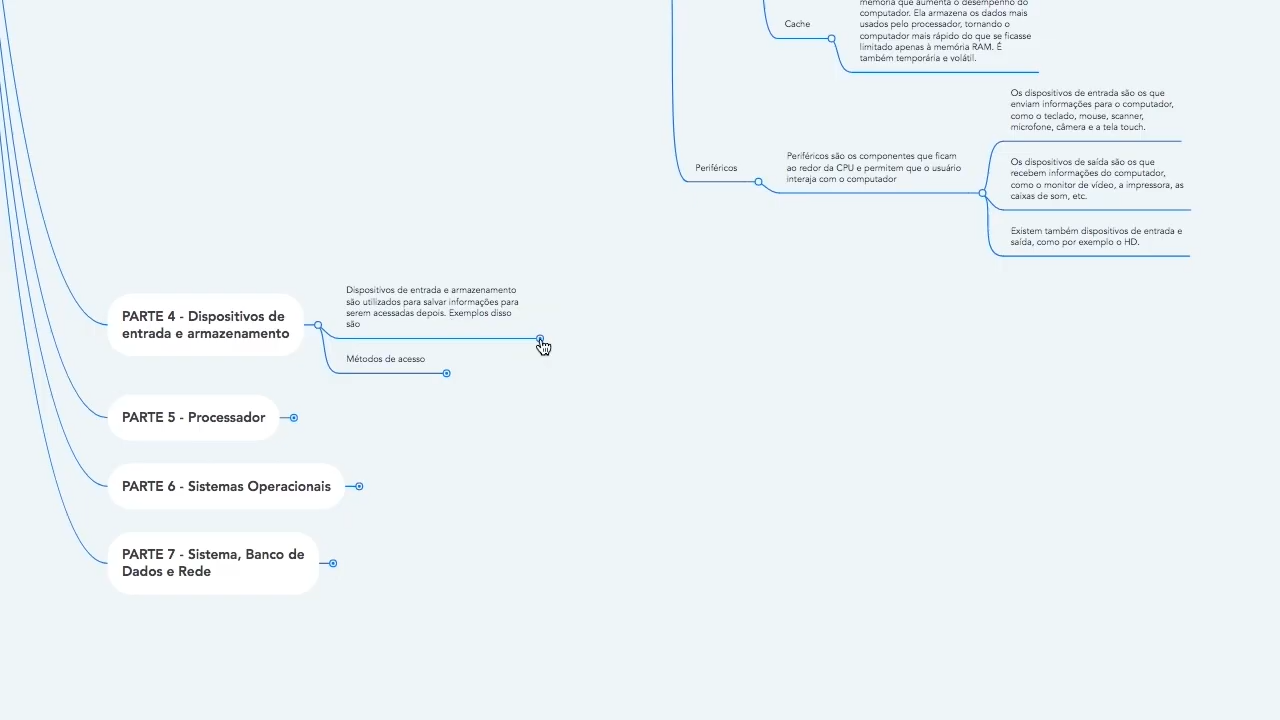 memória que aumenta o desempenho do
computador. Ela armazena os dados mais
usados pelo processador, tornando o
computador mais rápido do que se ficasse
limitado apenas à memória RAM. É
também temporária e volátil.
Cache
Os dispositivos de entrada são os que
enviam informações para o computador,
como o teclado, mouse, scanner,
microfone, câmera e a tela touch.
Periféricos
Periféricos são os componentes que ficam
ao redor da CPU e permitem que o usuário
interaja com o computador
Os dispositivos de saída são os que
recebem informações do computador,
como o monitor de vídeo, a impressora, as
caixas de som, etc.
Existem também dispositivos de entrada e
saída, como por exemplo o HD.
PARTE 4 - Dispositivos de
entrada e armazenamento
Dispositivos de entrada e armazenamento
são utilizados para salvar informações para
serem acessadas depois. Exemplos disso
são
Métodos de acesso
PARTE 5 - Processador
PARTE 6 - Sistemas Operacionais
PARTE 7 - Sistema, Banco de
Dados e Rede